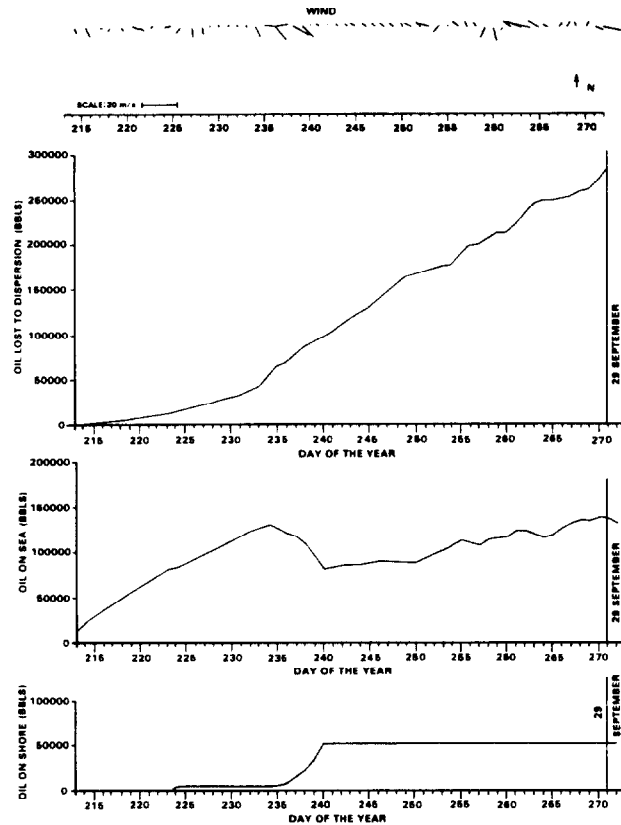 WIND
N
SCALE: 20 m/s
215 220 225 230 235 240 245 250 255 260 265 270
300000
250000
200000
150000
100000
50000
0
OIL LOST TO DISPERSION (BBLS)
29 SEPTEMBER
215 220 225 230 235 240 245 250 255 260 265 270
DAY OF THE YEAR
200000
150000
100000
50000
0
OIL ON SEA (BBLS)
29 SEPTEMBER
215 220 225 230 235 240 245 250 255 260 265 270
DAY OF THE YEAR
100000
50000
0
OIL ON SHORE (BBLS)
29 SEPTEMBER
215 220 225 230 235 240 245 250 255 260 265 270
DAY OF THE YEAR